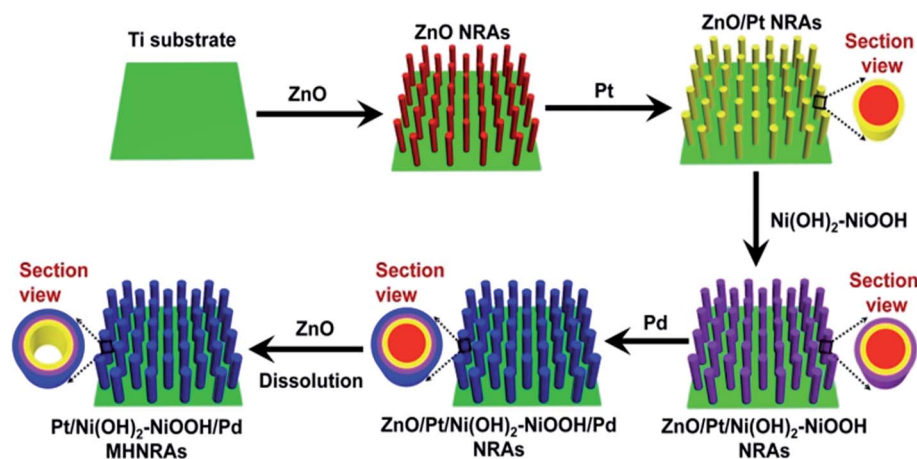 Ti substrate
ZnO
ZnO NRAs
Pt
ZnO/Pt NRAs
Section
view
Ni(OH)₂-NiOOH
Section
view
ZnO/Pt/Ni(OH)₂-NiOOH
NRAs
Pd
Section
view
ZnO/Pt/Ni(OH)₂-NiOOH/Pd
NRAs
ZnO
Dissolution
Section
view
Pt/Ni(OH)₂-NiOOH/Pd
MHNRAs